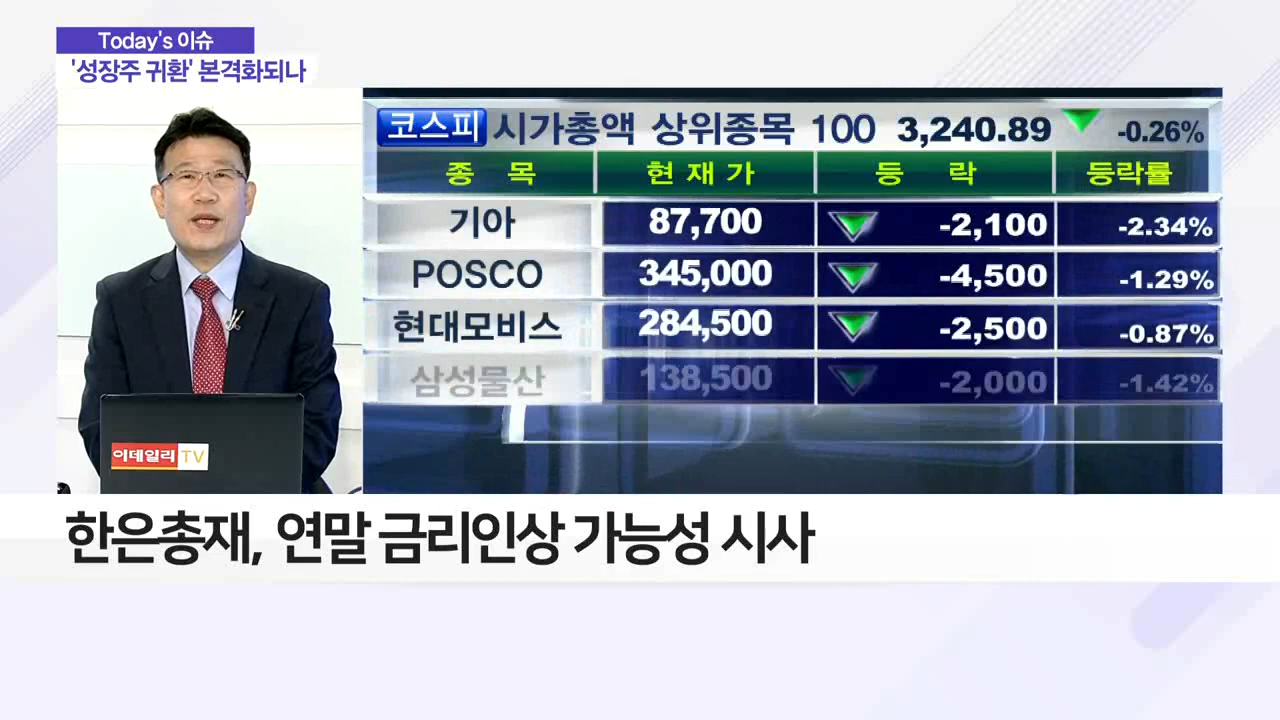 Today's 이슈
'성장주 귀환' 본격화되나
코스피 시가총액 상위종목 100 3,240.89 -0.26%
종 목 현 재 가 등 락 등락률
기아 87,700 -2,100 -2.34%
POSCO 345,000 -4,500 -1.29%
현대모비스 284,500 -2,500 -0.87%
삼성물산 138,500 -2,000 -1.42%
이데일리 TV
한은총재, 연말 금리인상 가능성 시사